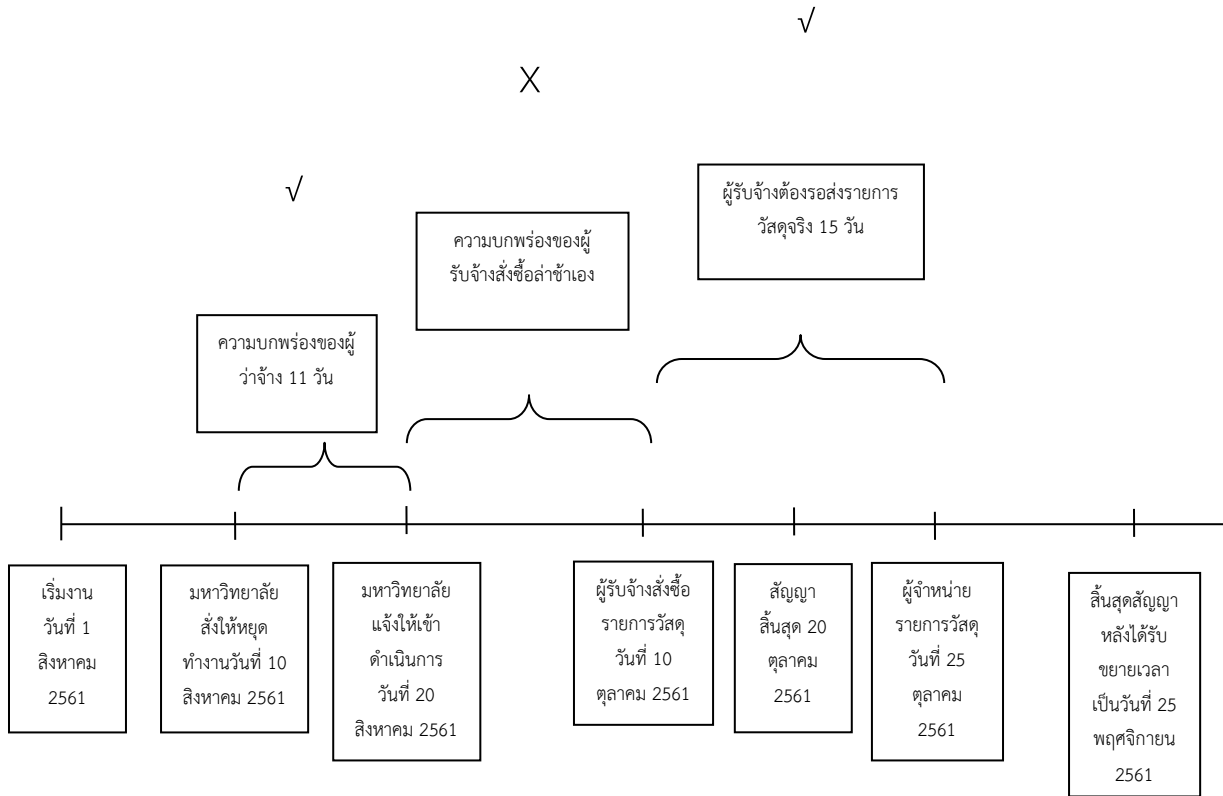 √
X
√
ผู้รับจ้างต้องรอส่งรายการ
วัสดุจริง 15 วัน
ความบกพร่องของผู้
รับจ้างสั่งซื้อล่าช้าเอง
ความบกพร่องของผู้
ว่าจ้าง 11 วัน
เริ่มงาน
วันที่ 1
สิงหาคม
2561
มหาวิทยาลัย
สั่งให้หยุด
ทำงานวันที่ 10
สิงหาคม 2561
มหาวิทยาลัย
แจ้งให้เข้า
ดำเนินการ
วันที่ 20
สิงหาคม 2561
ผู้รับจ้างสั่งซื้อ
รายการวัสดุ
วันที่ 10
ตุลาคม 2561
สัญญา
สิ้นสุด 20
ตุลาคม
2561
ผู้จำหน่าย
รายการวัสดุ
วันที่ 25
ตุลาคม
2561
สิ้นสุดสัญญา
หลังได้รับ
ขยายเวลา
เป็นวันที่ 25
พฤศจิกายน
2561